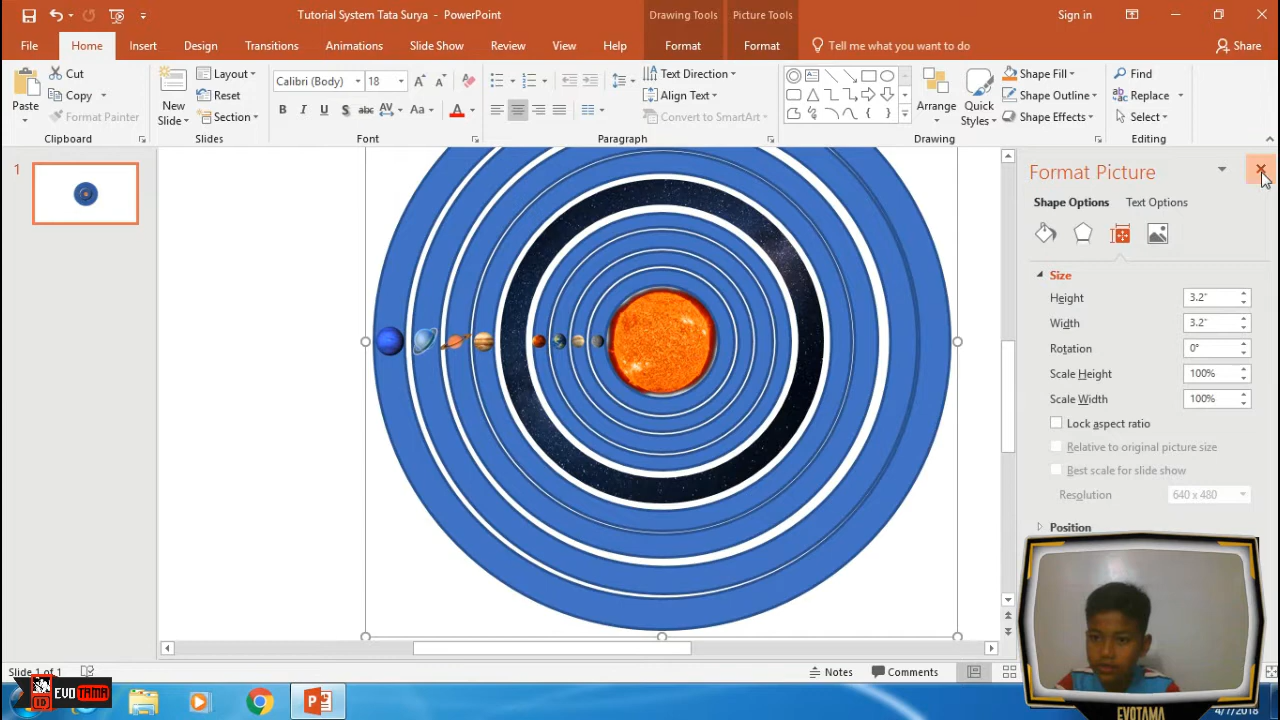 Tutorial System Tata Surya - PowerPoint
Drawing Tools
Picture Tools
Sign in
File
Home
Insert
Design
Transitions
Animations
Slide Show
Review
View
Help
Format
Format
Tell me what you want to do
Share
Paste
Cut
Copy
Format Painter
Clipboard
New
Slide
Layout
Reset
Section
Slides
Calibri (Body)
18
B I U S abc AV Aa A
Font
Text Direction
Align Text
Convert to SmartArt
Paragraph
Arrange
Quick
Styles
Shape Fill
Shape Outline
Shape Effects
Drawing
Find
Replace
Select
Editing
1
Format Picture
Shape Options
Text Options
Size
Height
3.2"
Width
3.2"
Rotation
0°
Scale Height
100%
Scale Width
100%
Lock aspect ratio
Relative to original picture size
Best scale for slide show
Resolution
640 x 480
Position
Slide 1 of 1
Notes
Comments
ID
EVOTAMA
EVOTAMA
4/7/2018